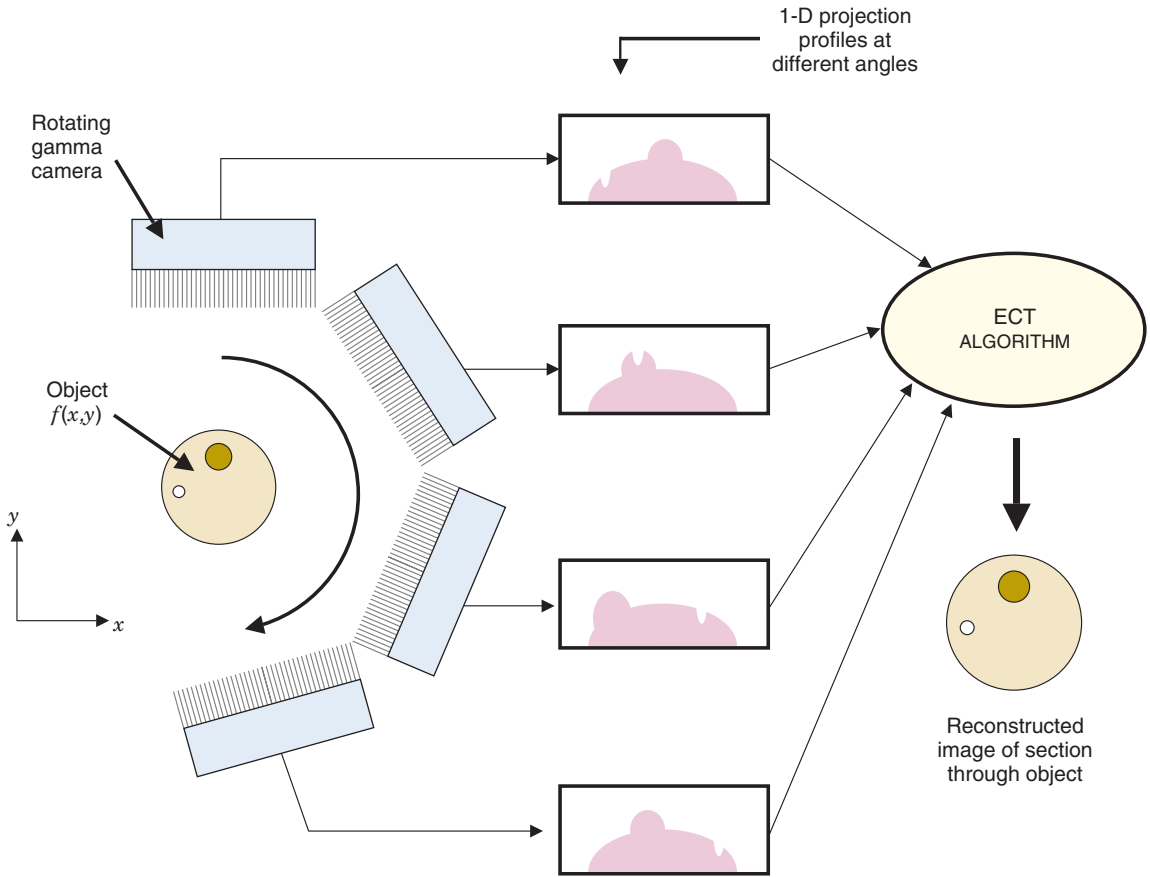 1-D projection
profiles at
different angles
Rotating
gamma
camera
ECT
ALGORITHM
Object
f(x,y)
y
x
Reconstructed
image of section
through object